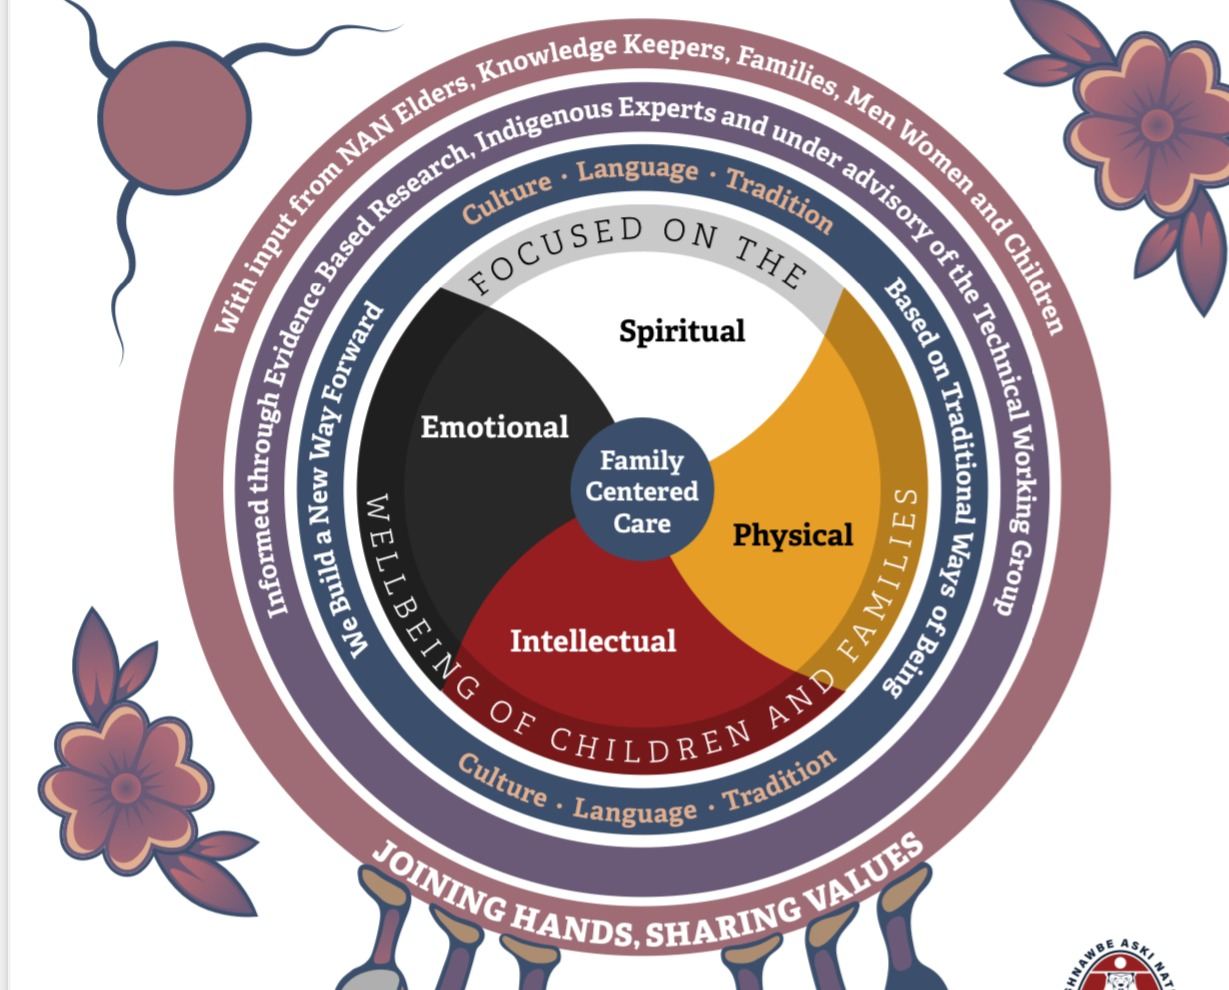 With input from NAN Elders, Knowledge Keepers, Families, Men Women and Children
Informed through Evidence Based Research, Indigenous Experts and under advisory of the Technical Working Group
Culture · Language · Tradition
We Build a New Way Forward
Based on Traditional Ways of Being
FOCUSED ON THE
Spiritual
Emotional
Family
Centered
Care
Physical
Intellectual
WELLBEING OF CHILDREN AND FAMILIES
Culture · Language · Tradition
JOINING HANDS, SHARING VALUES
ASKI